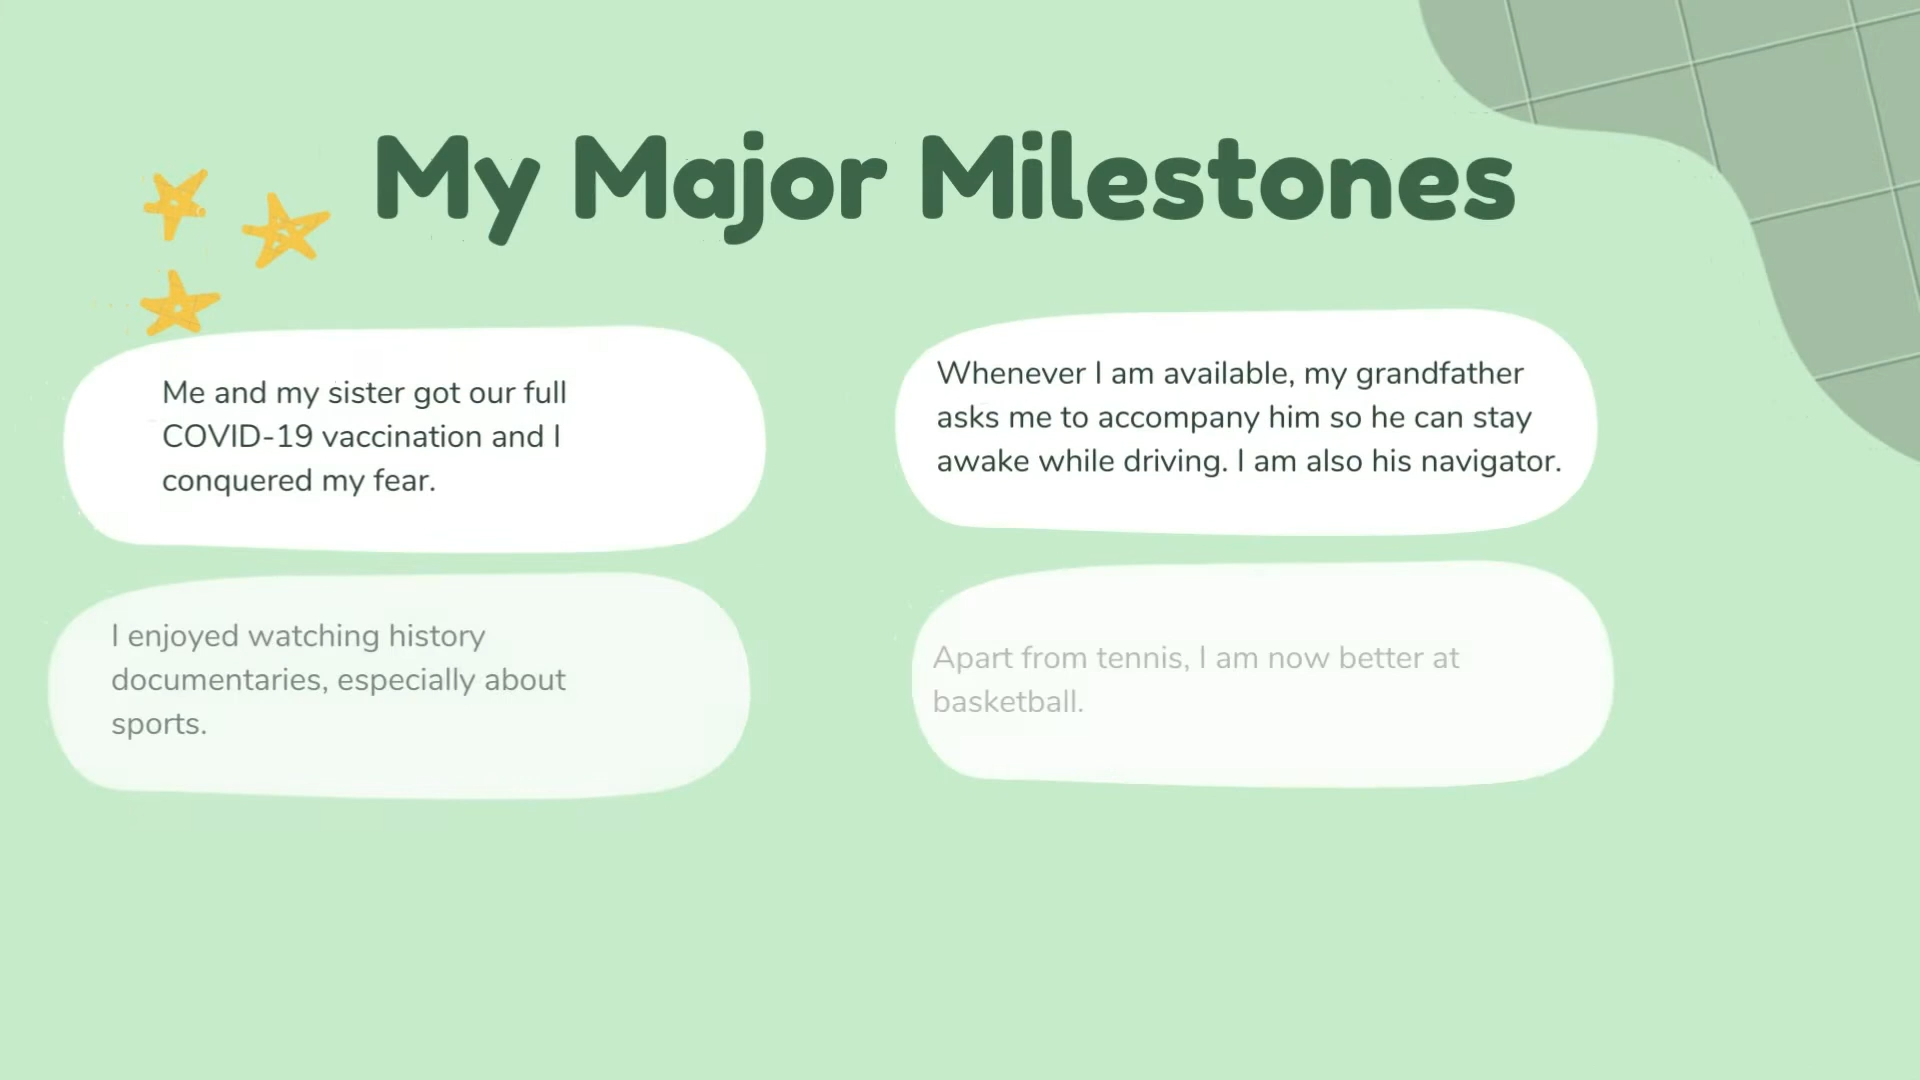 My Major Milestones
Me and my sister got our full
COVID-19 vaccination and I
conquered my fear.
Whenever I am available, my grandfather
asks me to accompany him so he can stay
awake while driving. I am also his navigator.
I enjoyed watching history
documentaries, especially about
sports.
Apart from tennis, I am now better at
basketball.